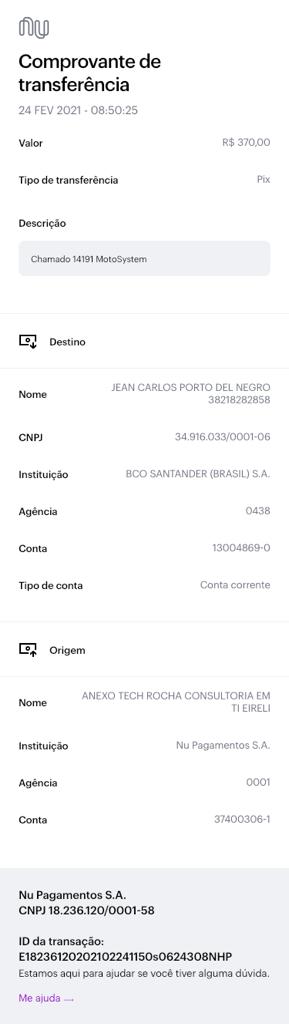 nu
Comprovante de
transferência
24 FEV 2021 - 08:50:25
Valor R$ 370,00
Tipo de transferência Pix
Descrição
Chamado 14191 MotoSystem
Destino
Nome JEAN CARLOS PORTO DEL NEGRO
38218282858
CNPJ 34.916.033/0001-06
Instituição BCO SANTANDER (BRASIL) S.A.
Agência 0438
Conta 13004869-0
Tipo de conta Conta corrente
Origem
Nome ANEXO TECH ROCHA CONSULTORIA EM
TI EIRELI
Instituição Nu Pagamentos S.A.
Agência 0001
Conta 37400306-1
Nu Pagamentos S.A.
CNPJ 18.236.120/0001-58
ID da transação:
E18236120202102241150s0624308NHP
Estamos aqui para ajudar se você tiver alguma dúvida.
Me ajuda →